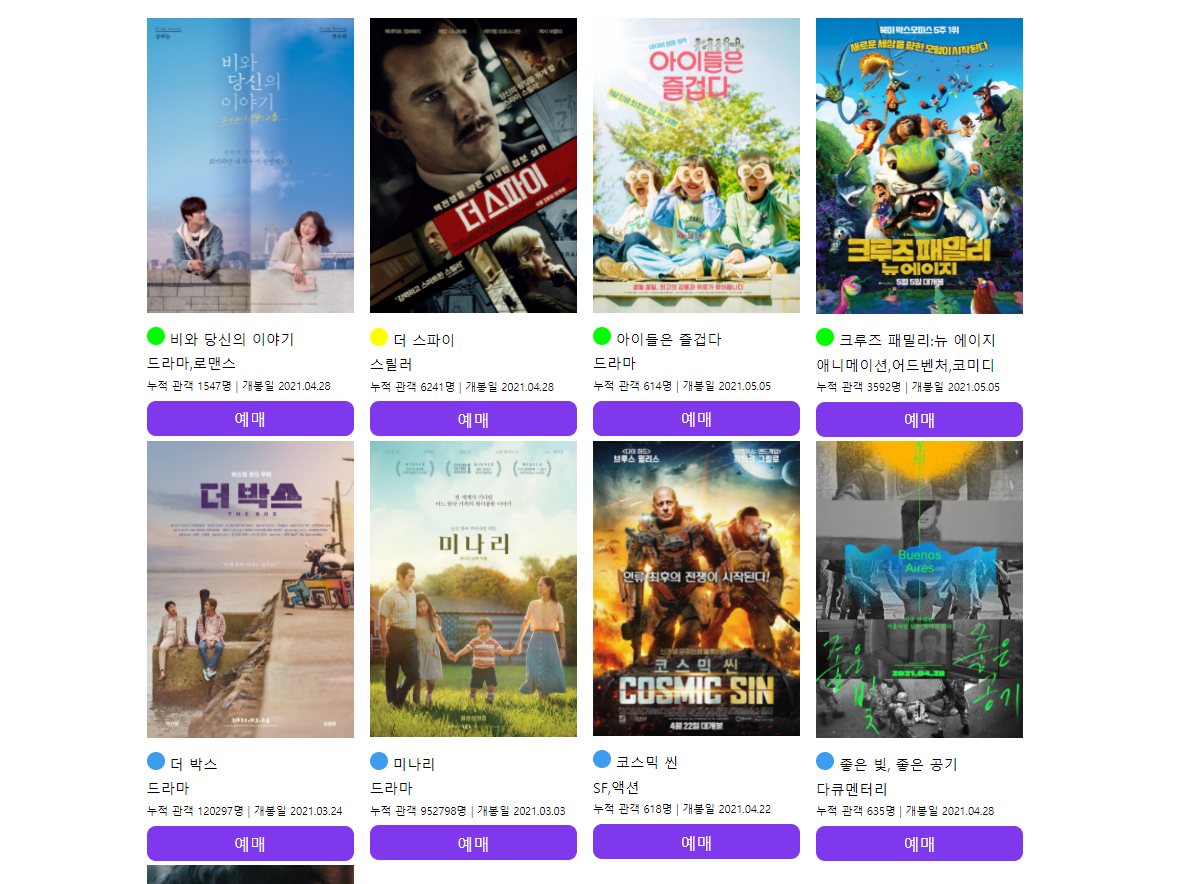 비와
당신의
이야기
비와 당신의 이야기
드라마,로맨스
누적 관객 1547명 | 개봉일 2021.04.28
예매
더 스파이
더 스파이
스릴러
누적 관객 6241명 | 개봉일 2021.04.28
예매
아이들은
즐겁다
아이들은 즐겁다
드라마
누적 관객 614명 | 개봉일 2021.05.05
예매
북미 박스오피스 5주 1위
새로운 세상을 향한 모험이 시작된다
크루즈 패밀리
뉴 에이지
5월 5일 대개봉
크루즈 패밀리:뉴 에이지
애니메이션,어드벤처,코미디
누적 관객 3592명 | 개봉일 2021.05.05
예매
더 박스
THE BOX
2021.03.24
더 박스
드라마
누적 관객 120297명 | 개봉일 2021.03.24
예매
미나리
미나리
드라마
누적 관객 952798명 | 개봉일 2021.03.03
예매
브루스 윌리스
프랭크 그릴로
인류 최후의 전쟁이 시작된다!
코스믹 씬
COSMIC SIN
4월 22일 대개봉
코스믹 씬
SF,액션
누적 관객 618명 | 개봉일 2021.04.22
예매
Buenos
Aires
좋은
빛
좋은
공기
2021.04.28
좋은 빛, 좋은 공기
다큐멘터리
누적 관객 635명 | 개봉일 2021.04.28
예매